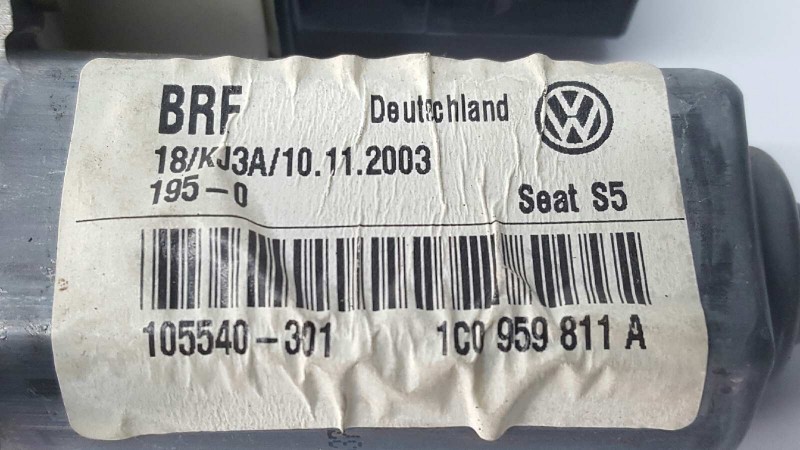 BRF Deutschland
18/KJ3A/10.11.2003
195-0 Seat S5
105540-301 1C0 959 811 A